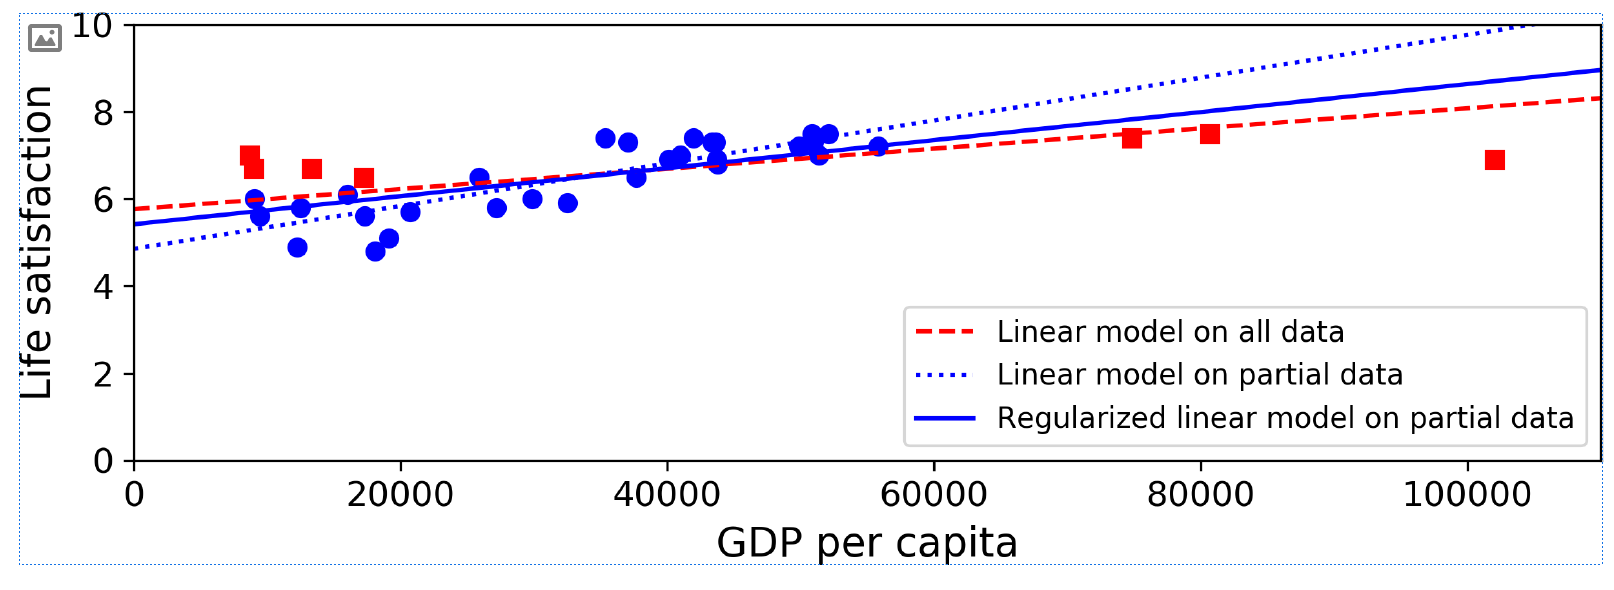 10
8
6
4
2
0
Life satisfaction
Linear model on all data
Linear model on partial data
Regularized linear model on partial data
0 20000 40000 60000 80000 100000
GDP per capita